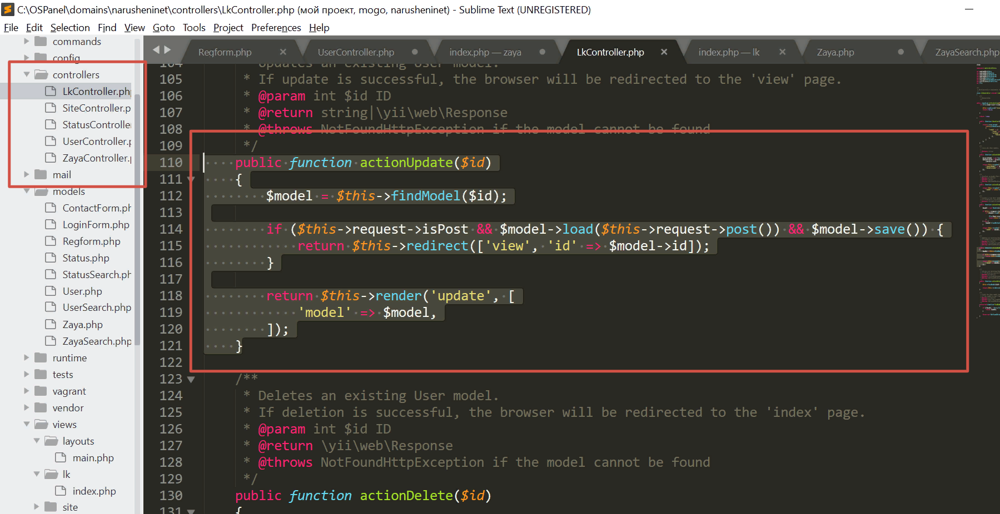 C:\OSPanel\domains\narusheninet\controllers\LkController.php (мой проект, mogo, narusheninet) - Sublime Text (UNREGISTERED)
File Edit Selection Find View Goto Tools Project Preferences Help
commands
config
controllers
LkController.php
SiteController.p
StatusController
UserController.p
ZayaController.p
mail
models
ContactForm.ph
LoginForm.php
Regform.php
Status.php
StatusSearch.ph
User.php
UserSearch.php
Zaya.php
ZayaSearch.php
runtime
tests
vagrant
vendor
views
layouts
main.php
lk
index.php
site
Regform.php UserController.php index.php — zaya LkController.php index.php — lk Zaya.php ZayaSearch.php
104 * Updates an existing User model.
105 * If update is successful, the browser will be redirected to the 'view' page.
106 * @param int $id ID
107 * @return string|\yii\web\Response
108 * @throws NotFoundHttpException if the model cannot be found
109 */
110 public function actionUpdate($id)
111 {
112 $model = $this->findModel($id);
113
114 if ($this->request->isPost && $model->load($this->request->post()) && $model->save()) {
115 return $this->redirect(['view', 'id' => $model->id]);
116 }
117
118 return $this->render('update', [
119 'model' => $model,
120 ]);
121 }
122
123 /**
124 * Deletes an existing User model.
125 * If deletion is successful, the browser will be redirected to the 'index' page.
126 * @param int $id ID
127 * @return \yii\web\Response
128 * @throws NotFoundHttpException if the model cannot be found
129 */
130 public function actionDelete($id)
131 {